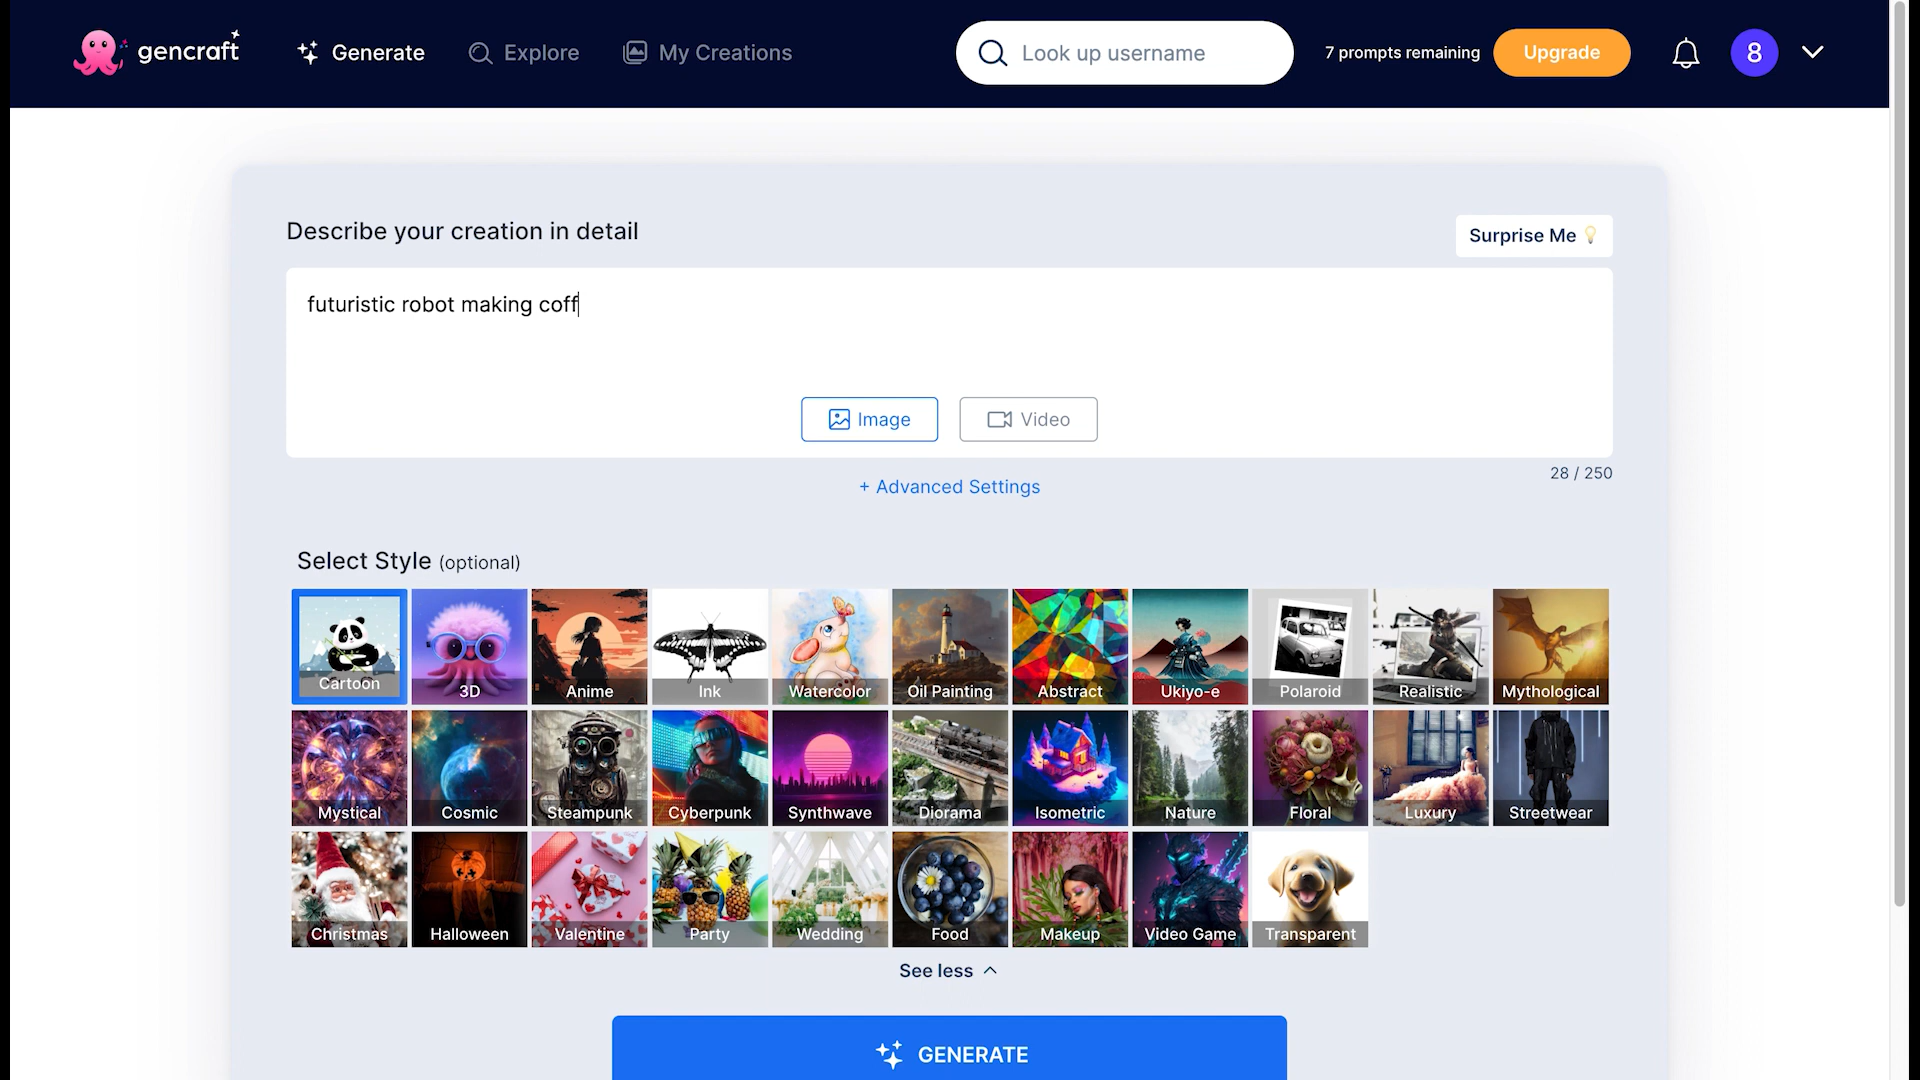 gencraft
Generate
Explore
My Creations
Look up username
7 prompts remaining
Upgrade
8
Describe your creation in detail
Surprise Me
futuristic robot making coff
Image
Video
28 / 250
+ Advanced Settings
Select Style (optional)
Cartoon
3D
Anime
Ink
Watercolor
Oil Painting
Abstract
Ukiyo-e
Polaroid
Realistic
Mythological
Mystical
Cosmic
Steampunk
Cyberpunk
Synthwave
Diorama
Isometric
Nature
Floral
Luxury
Streetwear
Christmas
Halloween
Valentine
Party
Wedding
Food
Makeup
Video Game
Transparent
See less
GENERATE